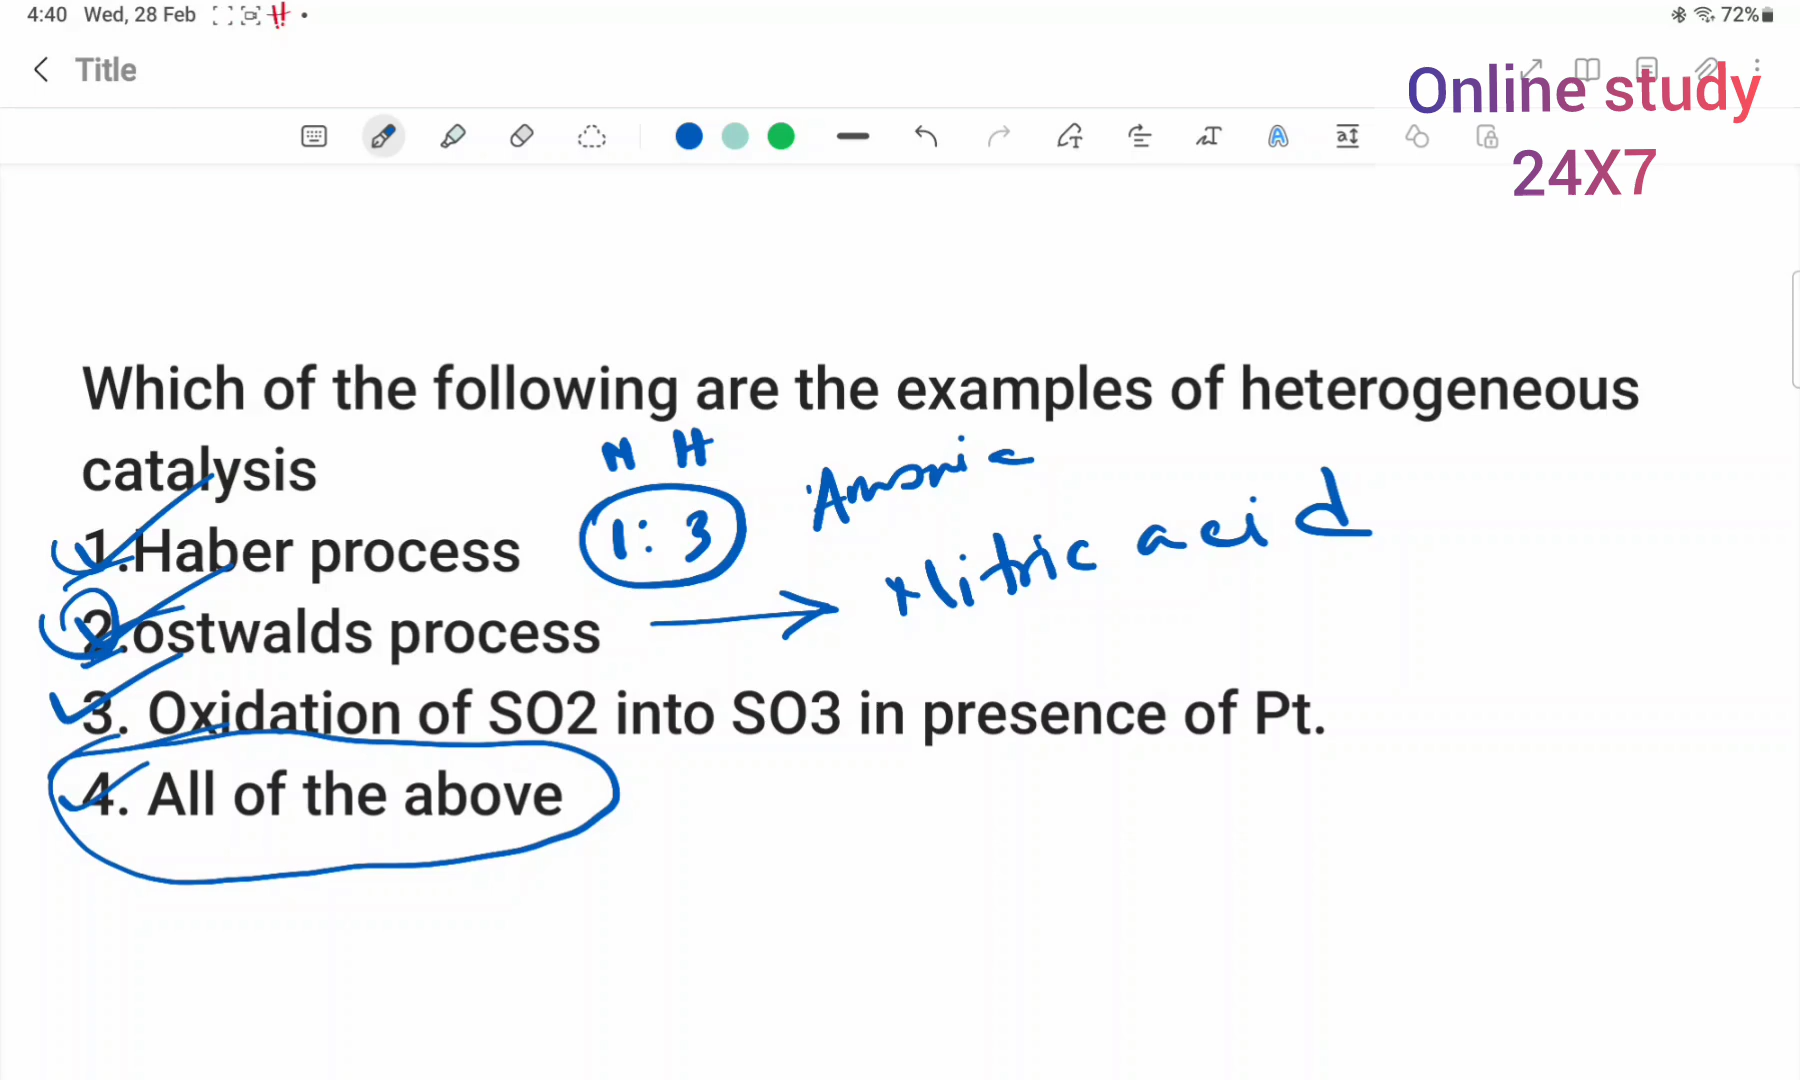 4:40 Wed, 28 Feb
72%
Title
Online study
24X7
Which of the following are the examples of heterogeneous
catalysis
N H
1.Haber process 1: 3 Amonia
2.ostwalds process Nitric acid
3. Oxidation of SO2 into SO3 in presence of Pt.
4. All of the above